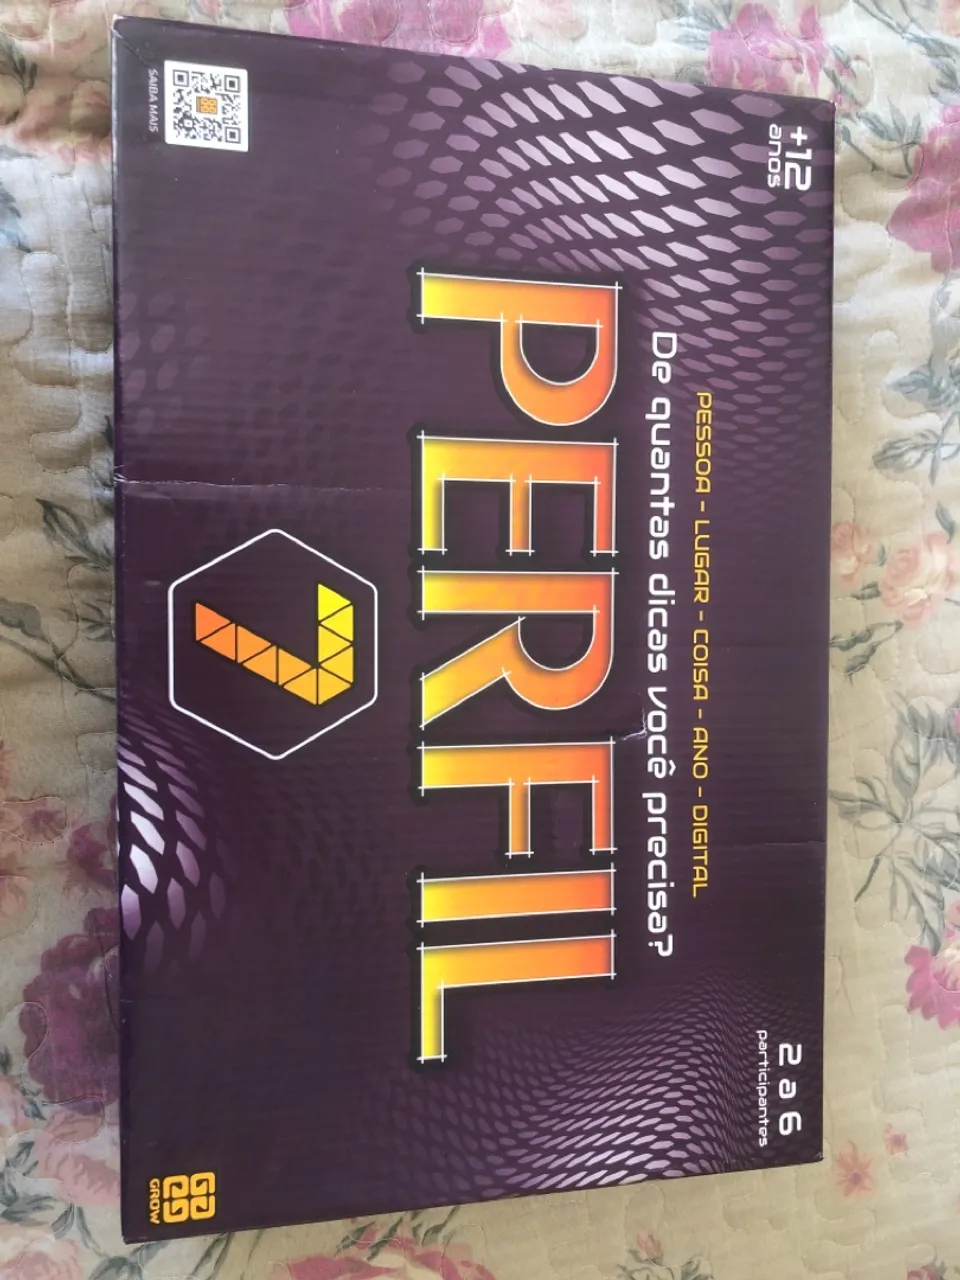 +12
anos
2 a 6
participantes
PESSOA - LUGAR - COISA - ANO - DIGITAL
De quantas dicas você precisa?
PERFIL
7
SAIBA MAIS
GROW